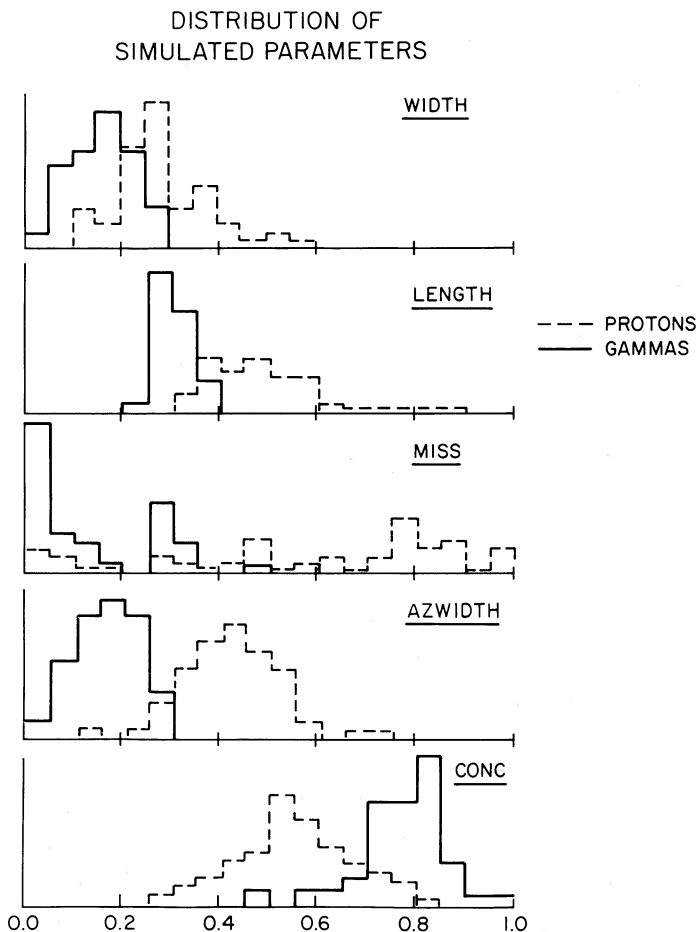 DISTRIBUTION OF
SIMULATED PARAMETERS
WIDTH
LENGTH
PROTONS
GAMMAS
MISS
AZWIDTH
CONC
0.0 0.2 0.4 0.6 0.8 1.0